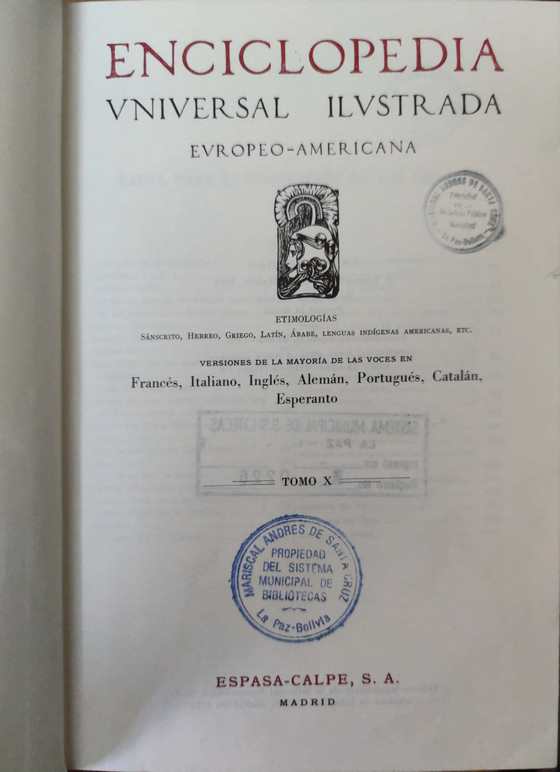 ENCICLOPEDIA
VNIVERSAL ILVSTRADA
EVROPEO-AMERICANA
ETIMOLOGÍAS
SÁNSCRITO, HEBREO, GRIEGO, LATÍN, ÁRABE, LENGUAS INDÍGENAS AMERICANAS, ETC.
VERSIONES DE LA MAYORÍA DE LAS VOCES EN
Francés, Italiano, Inglés, Alemán, Portugués, Catalán,
Esperanto
TOMO X
MARISCAL ANDRES DE SANTA CRUZ
PROPIEDAD
DEL SISTEMA
MUNICIPAL DE
BIBLIOTECAS
La Paz-Bolivia
ESPASA-CALPE, S. A.
MADRID